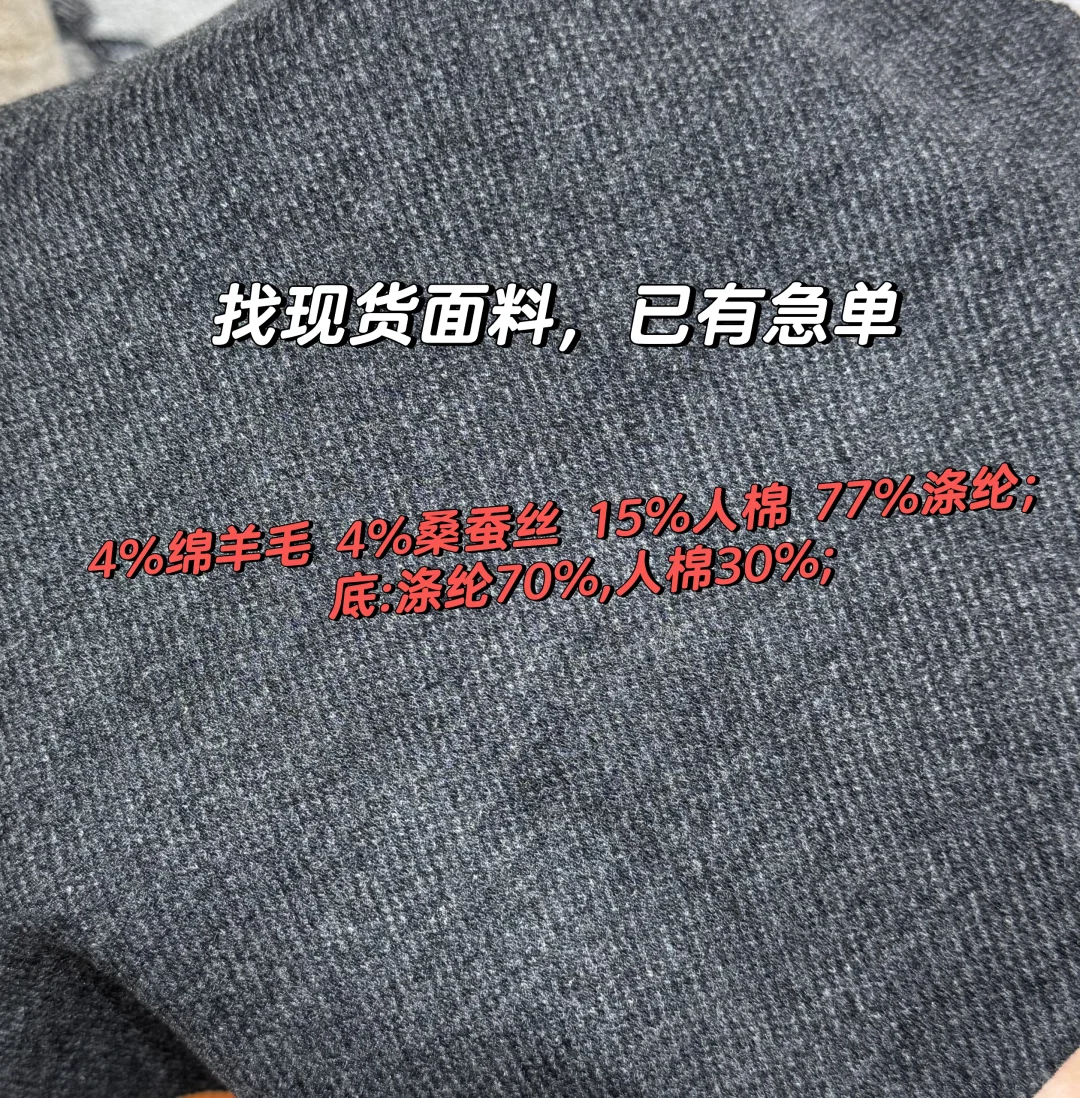 找现货面料，已有急单
4%绵羊毛 4%桑蚕丝 15%人棉 77%涤纶;
底:涤纶70%,人棉30%;